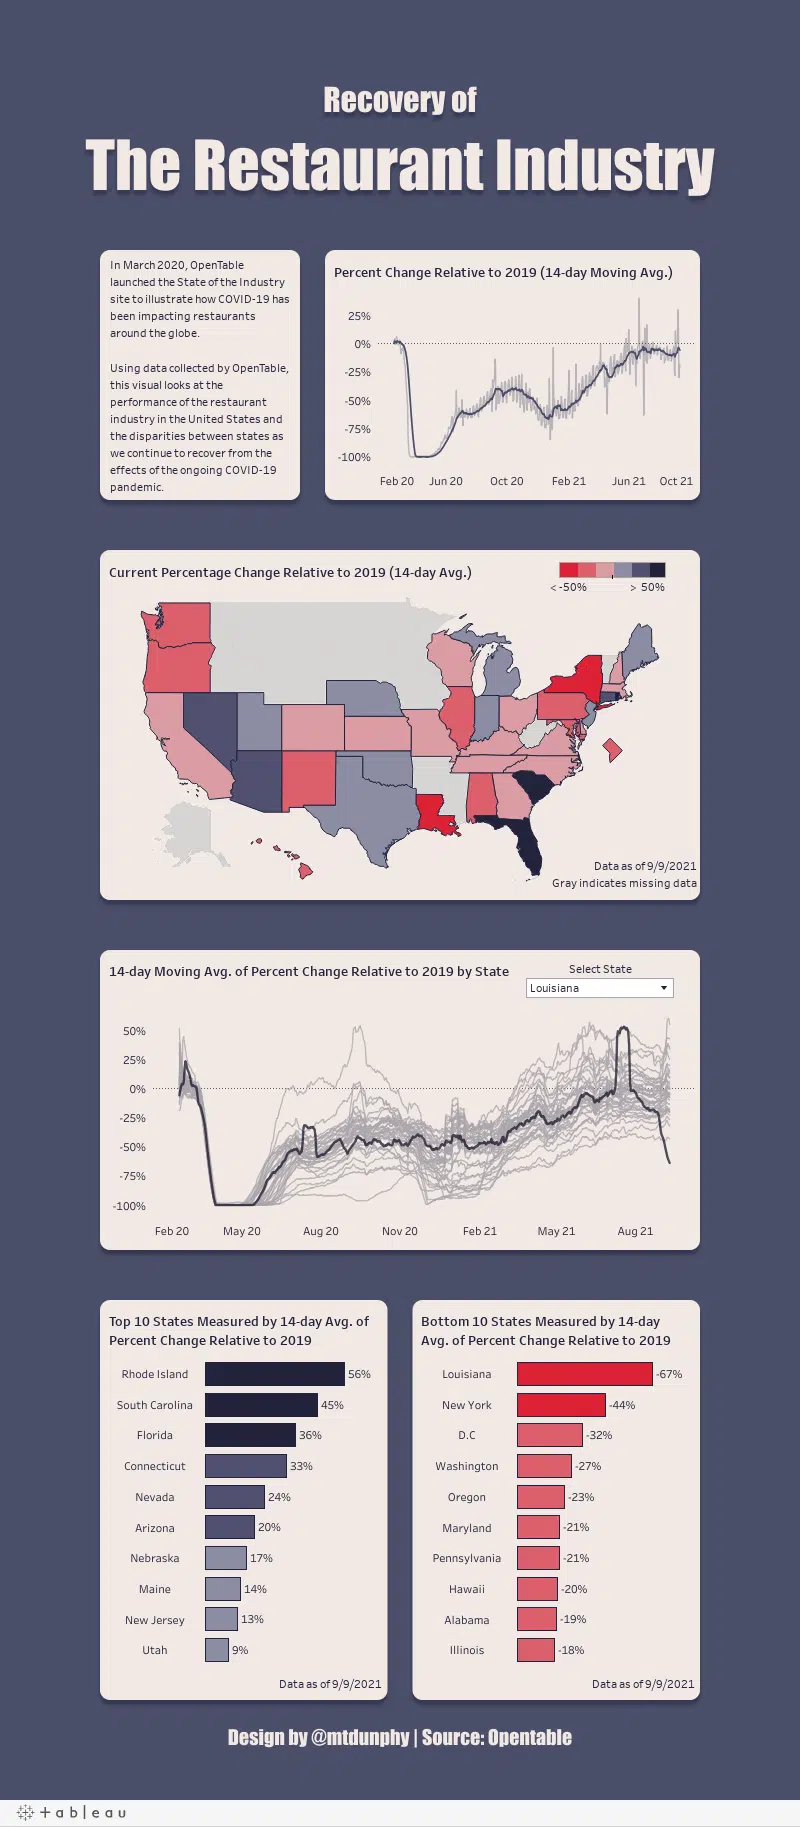 Recovery of
The Restaurant Industry
In March 2020, OpenTable
launched the State of the Industry
site to illustrate how COVID-19 has
been impacting restaurants
around the globe.
Using data collected by OpenTable,
this visual looks at the
performance of the restaurant
industry in the United States and
the disparities between states as
we continue to recover from the
effects of the ongoing COVID-19
pandemic.
Percent Change Relative to 2019 (14-day Moving Avg.)
25%
0%
-25%
-50%
-75%
-100%
Feb 20 Jun 20 Oct 20 Feb 21 Jun 21 Oct 21
Current Percentage Change Relative to 2019 (14-day Avg.)
< -50% > 50%
Data as of 9/9/2021
Gray indicates missing data
14-day Moving Avg. of Percent Change Relative to 2019 by State
Select State
Louisiana
50%
25%
0%
-25%
-50%
-75%
-100%
Feb 20 May 20 Aug 20 Nov 20 Feb 21 May 21 Aug 21
Top 10 States Measured by 14-day Avg. of
Percent Change Relative to 2019
Rhode Island 56%
South Carolina 45%
Florida 36%
Connecticut 33%
Nevada 24%
Arizona 20%
Nebraska 17%
Maine 14%
New Jersey 13%
Utah 9%
Data as of 9/9/2021
Bottom 10 States Measured by 14-day
Avg. of Percent Change Relative to 2019
Louisiana -67%
New York -44%
D.C -32%
Washington -27%
Oregon -23%
Maryland -21%
Pennsylvania -21%
Hawaii -20%
Alabama -19%
Illinois -18%
Data as of 9/9/2021
Design by @mtdunphy | Source: Opentable
+ a b l e a u